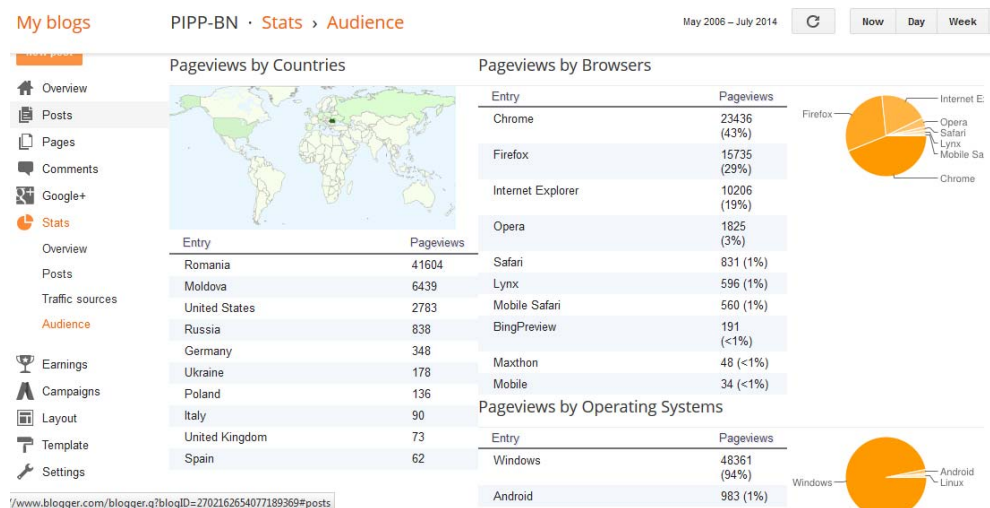 My blogs
PIPP-BN · Stats › Audience
May 2006 – July 2014
Now Day Week
Overview
Posts
Pages
Comments
Google+
Stats
Overview
Posts
Traffic sources
Audience
Earnings
Campaigns
Layout
Template
Settings
/www.blogger.com/blogger.g?blogID=2702162654077189369#posts
Pageviews by Countries
Entry Pageviews
Romania 41604
Moldova 6439
United States 2783
Russia 838
Germany 348
Ukraine 178
Poland 136
Italy 90
United Kingdom 73
Spain 62
Pageviews by Browsers
Entry Pageviews
Chrome 23436
(43%)
Firefox 15735
(29%)
Internet Explorer 10206
(19%)
Opera 1825
(3%)
Safari 831 (1%)
Lynx 596 (1%)
Mobile Safari 560 (1%)
BingPreview 191
(<1%)
Maxthon 48 (<1%)
Mobile 34 (<1%)
Internet E
Firefox
Opera
Safari
Lynx
Mobile Sa
Chrome
Pageviews by Operating Systems
Entry Pageviews
Windows 48361
(94%)
Android 983 (1%)
Windows
Android
Linux